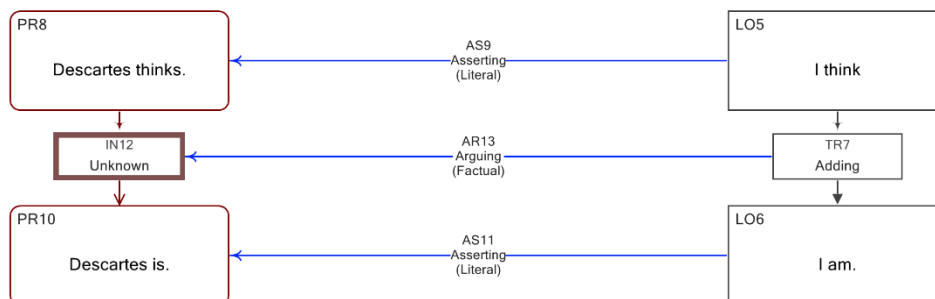 PR8
Descartes thinks.
AS9
Asserting
(Literal)
LO5
I think
IN12
Unknown
AR13
Arguing
(Factual)
TR7
Adding
PR10
Descartes is.
AS11
Asserting
(Literal)
LO6
I am.